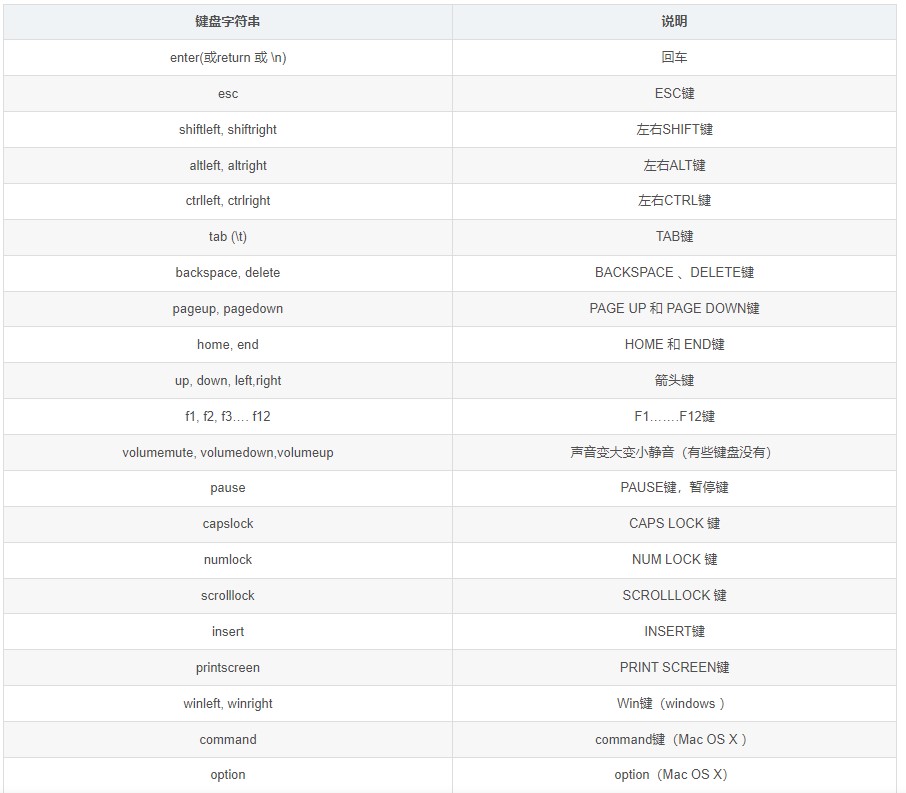 键盘字符串 说明
enter(或return 或 \n) 回车
esc ESC键
shiftleft, shiftright 左右SHIFT键
altleft, altright 左右ALT键
ctrlleft, ctrlright 左右CTRL键
tab (\t) TAB键
backspace, delete BACKSPACE 、DELETE键
pageup, pagedown PAGE UP 和 PAGE DOWN键
home, end HOME 和 END键
up, down, left,right 箭头键
f1, f2, f3…. f12 F1…….F12键
volumemute, volumedown,volumeup 声音变大变小静音（有些键盘没有）
pause PAUSE键，暂停键
capslock CAPS LOCK 键
numlock NUM LOCK 键
scrolllock SCROLLLOCK 键
insert INSERT键
printscreen PRINT SCREEN键
winleft, winright Win键（windows ）
command command键（Mac OS X ）
option option（Mac OS X）